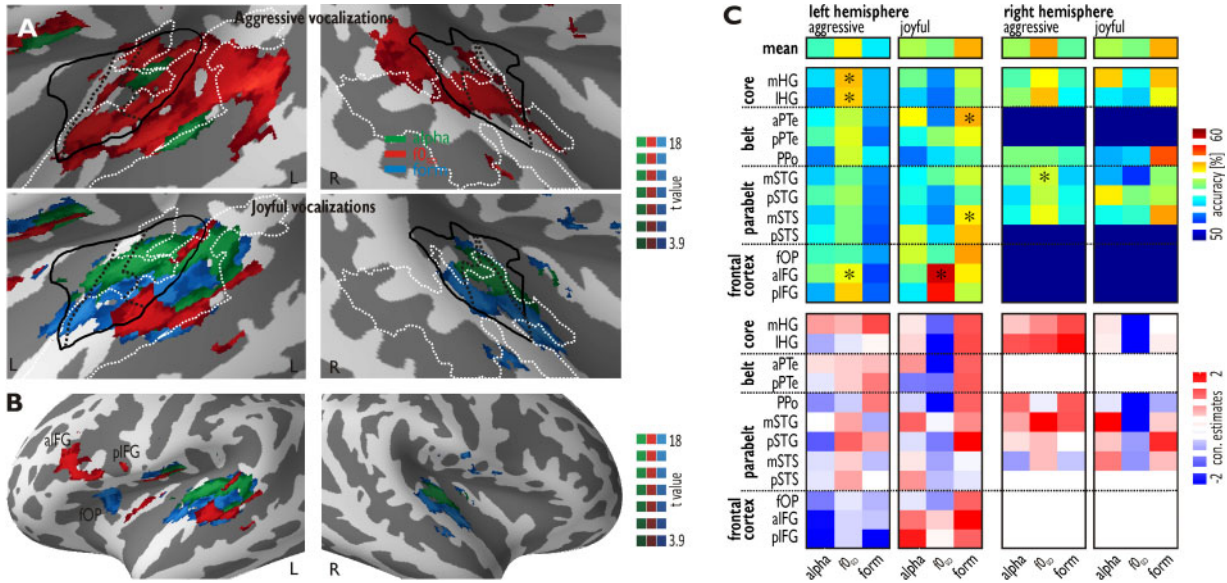 A
Aggressive vocalizations
L
R
alpha
f0SD
form
18
t value
3.9
Joyful vocalizations
L
R
18
t value
3.9
B
aIFG
pIFG
fOP
L
R
C
left hemisphere
right hemisphere
aggressive joyful aggressive joyful
mean
core
mHG
lHG
belt
aPTe
pPTe
PPo
parabelt
mSTG
pSTG
mSTS
pSTS
frontal cortex
fOP
aIFG
pIFG
* * * * * * * *
50 accuracy [%] 60
core
mHG
lHG
belt
aPTe
pPTe
parabelt
PPo
mSTG
pSTG
mSTS
pSTS
frontal cortex
fOP
aIFG
pIFG
-2 con. estimates 2
alpha f0SD form alpha f0SD form alpha f0SD form alpha f0SD form